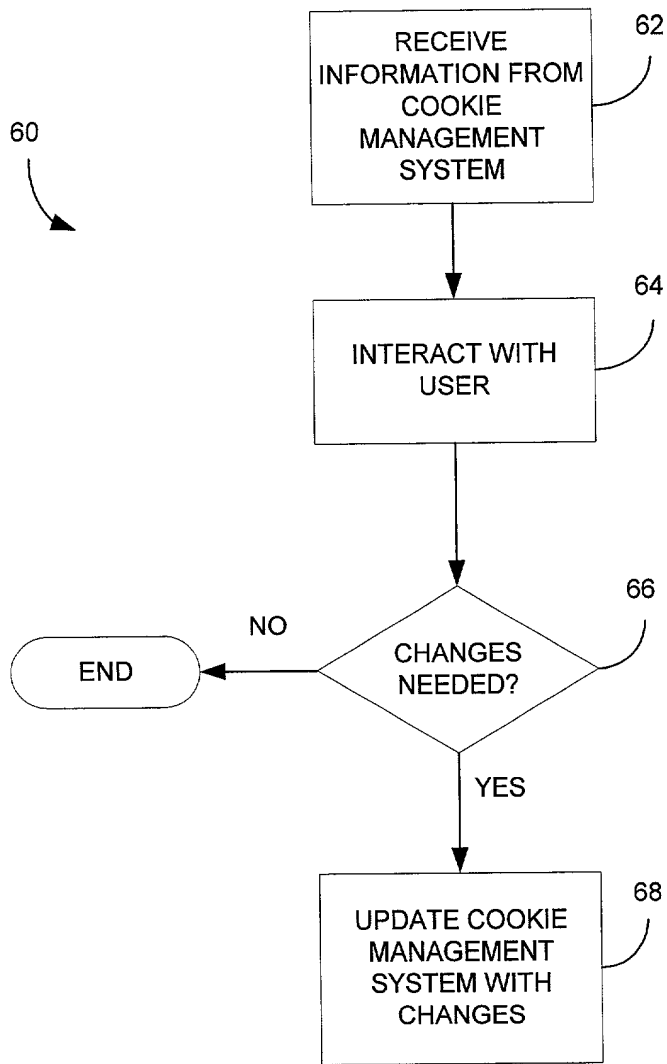 62
RECEIVE
INFORMATION FROM
COOKIE
MANAGEMENT
SYSTEM
60
64
INTERACT WITH
USER
66
NO
CHANGES
NEEDED?
END
YES
68
UPDATE COOKIE
MANAGEMENT
SYSTEM WITH
CHANGES